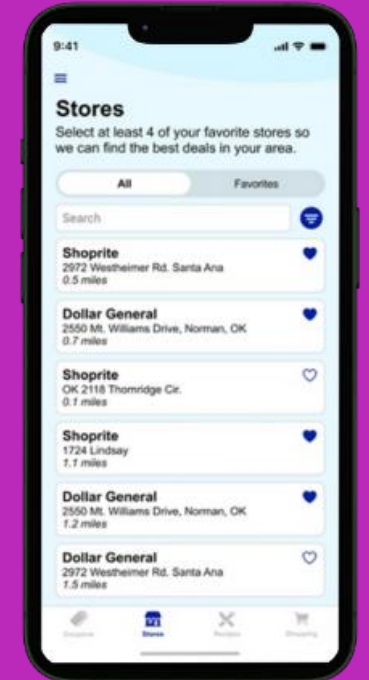 9:41
Stores
Select at least 4 of your favorite stores so
we can find the best deals in your area.
All Favorites
Search
Shoprite
2972 Westheimer Rd. Santa Ana
0.5 miles
Dollar General
2550 Mt. Williams Drive, Norman, OK
0.7 miles
Shoprite
OK 2118 Thornridge Cir.
0.1 miles
Shoprite
1724 Lindsay
1.1 miles
Dollar General
2550 Mt. Williams Drive, Norman, OK
1.2 miles
Dollar General
2972 Westheimer Rd. Santa Ana
1.5 miles
Coupons Stores Recipes Shopping